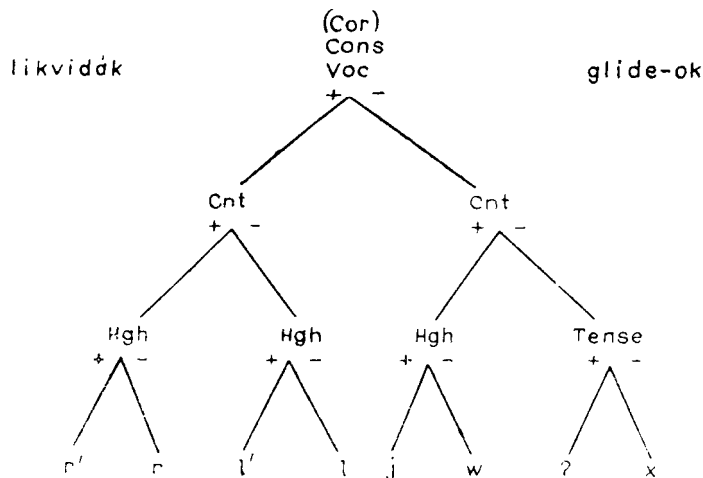 (Cor)
Cons
likvidák Voc glide-ok
+ -
Cnt Cnt
+ - + -
Hgh Hgh Hgh Tense
+ - + - + - + -
r' r l' l j w ? x